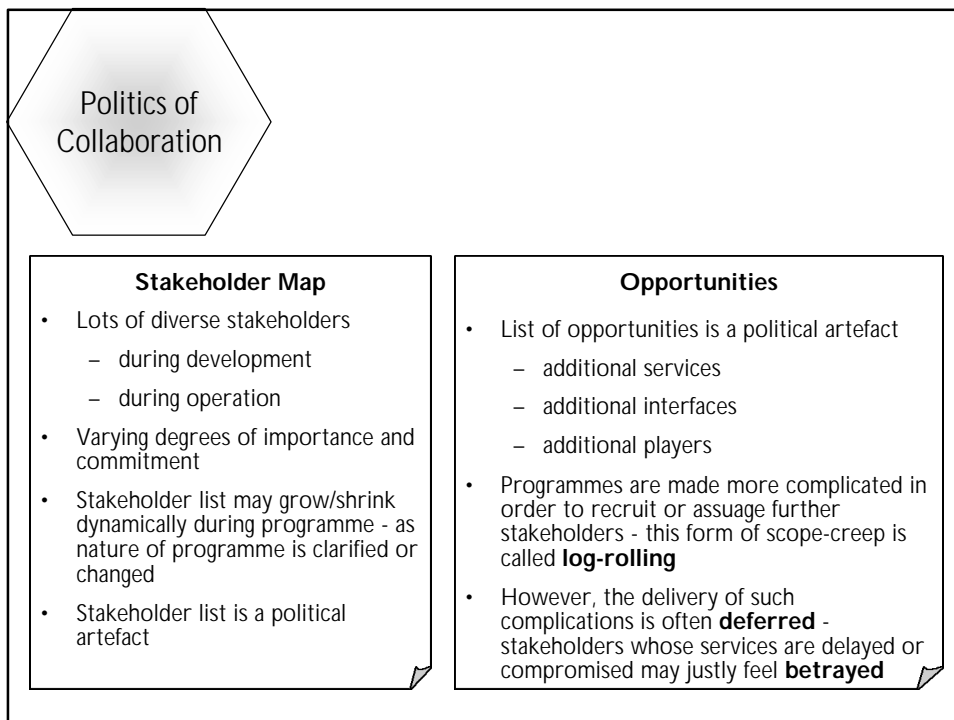 Politics of
Collaboration
Stakeholder Map
• Lots of diverse stakeholders
– during development
– during operation
• Varying degrees of importance and
commitment
• Stakeholder list may grow/shrink
dynamically during programme - as
nature of programme is clarified or
changed
• Stakeholder list is a political
artefact
Opportunities
• List of opportunities is a political artefact
– additional services
– additional interfaces
– additional players
• Programmes are made more complicated in
order to recruit or assuage further
stakeholders - this form of scope-creep is
called log-rolling
• However, the delivery of such
complications is often deferred -
stakeholders whose services are delayed or
compromised may justly feel betrayed